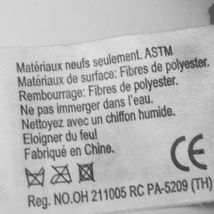 Matériaux neufs seulement. ASTM
Matériaux de surface: Fibres de polyester.
Rembourrage: Fibres de polyester.
Ne pas immerger dans l'eau.
Nettoyez avec un chiffon humide.
Eloigner du feul
Fabriqué en Chine.
CE
Reg. NO.OH 211005 RC PA-5209 (TH)